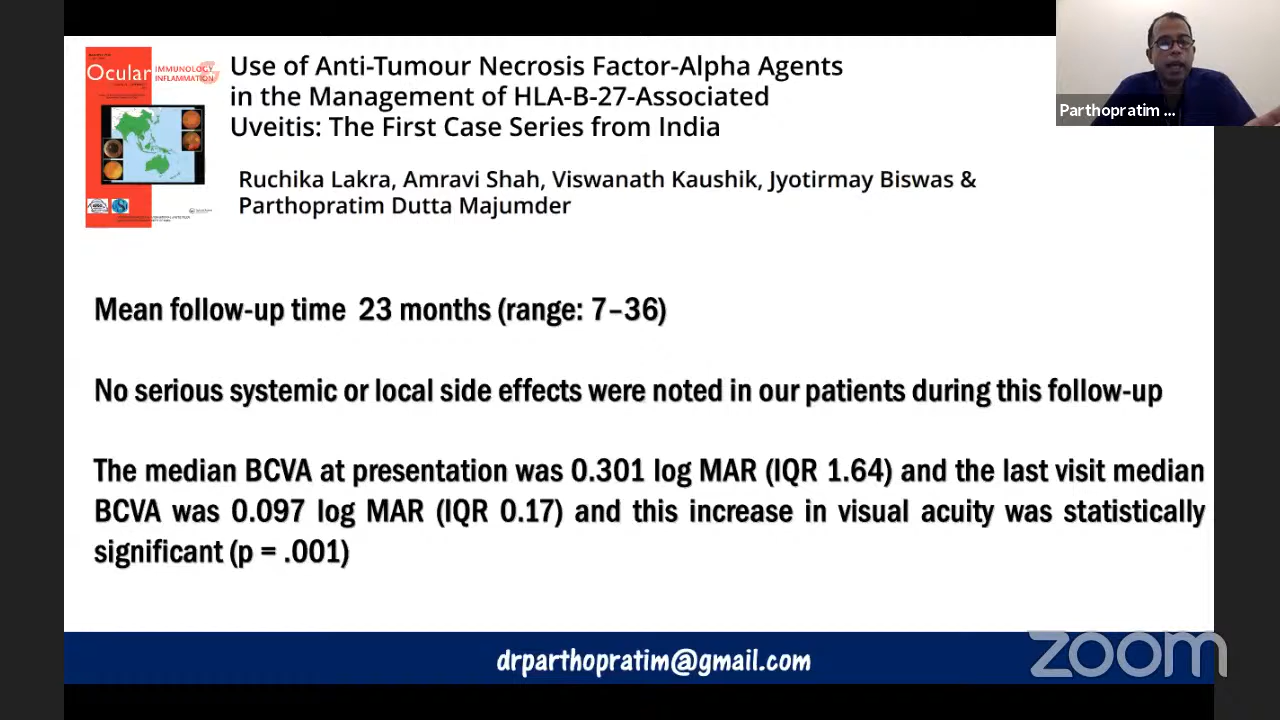 Ocular
IMMUNOLOGY
INFLAMMATION
&
Use of Anti-Tumour Necrosis Factor-Alpha Agents
in the Management of HLA-B-27-Associated
Uveitis: The First Case Series from India
Ruchika Lakra, Amravi Shah, Viswanath Kaushik, Jyotirmay Biswas &
Parthopratim Dutta Majumder
Parthopratim ...
Mean follow-up time 23 months (range: 7–36)
No serious systemic or local side effects were noted in our patients during this follow-up
The median BCVA at presentation was 0.301 log MAR (IQR 1.64) and the last visit median
BCVA was 0.097 log MAR (IQR 0.17) and this increase in visual acuity was statistically
significant (p = .001)
drparthopratim@gmail.com
zoom